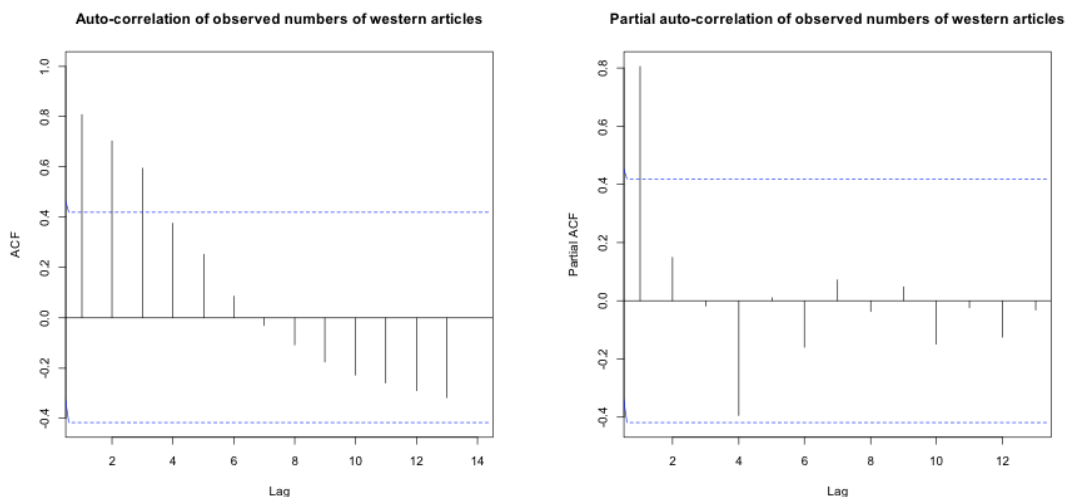 Auto-correlation of observed numbers of western articles
ACF
1.0
0.8
0.6
0.4
0.2
0.0
-0.2
-0.4
2 4 6 8 10 12 14
Lag
Partial auto-correlation of observed numbers of western articles
Partial ACF
0.8
0.6
0.4
0.2
0.0
-0.2
-0.4
2 4 6 8 10 12
Lag